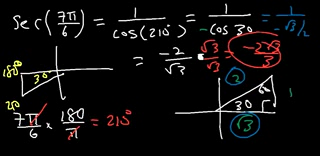 sec(7π/6) = 1/cos(210°) = 1/-cos 30 = 1/-√3/2
= -2/√3 · √3/√3 = -2√3/3
180°
30
210
7π/6 × 180/π = 210°
2
60
1
30
√3